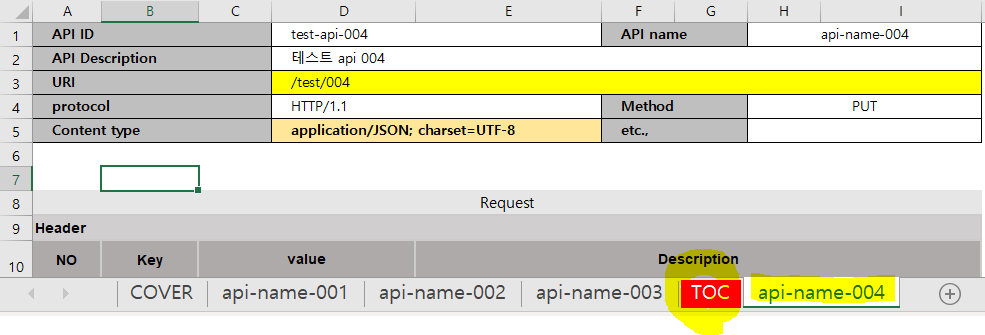 A B C D E F G H I
1 API ID test-api-004 API name api-name-004
2 API Description 테스트 api 004
3 URI /test/004
4 protocol HTTP/1.1 Method PUT
5 Content type application/JSON; charset=UTF-8 etc.,
6
7
8 Request
9 Header
10 NO Key value Description
COVER api-name-001 api-name-002 api-name-003 TOC api-name-004